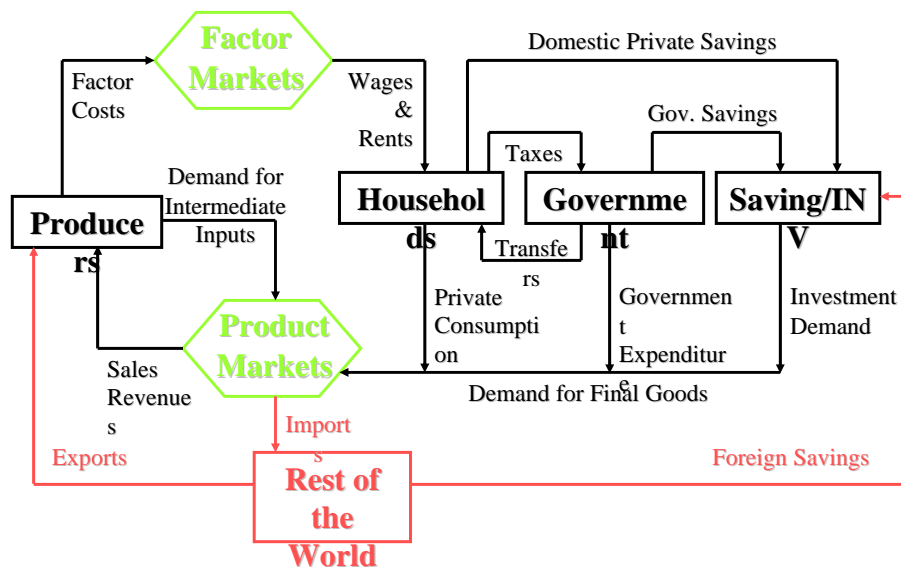 Factor
Markets
Domestic Private Savings
Factor
Costs
Wages
&
Rents
Gov. Savings
Taxes
Demand for
Intermediate
Inputs
Produce
rs
Househol
ds
Governme
nt
Saving/IN
V
Transfe
rs
Product
Markets
Private
Consumpti
on
Governmen
t
Expenditur
e
Investment
Demand
Sales
Revenue
s
Demand for Final Goods
Import
s
Exports
Foreign Savings
Rest of
the
World